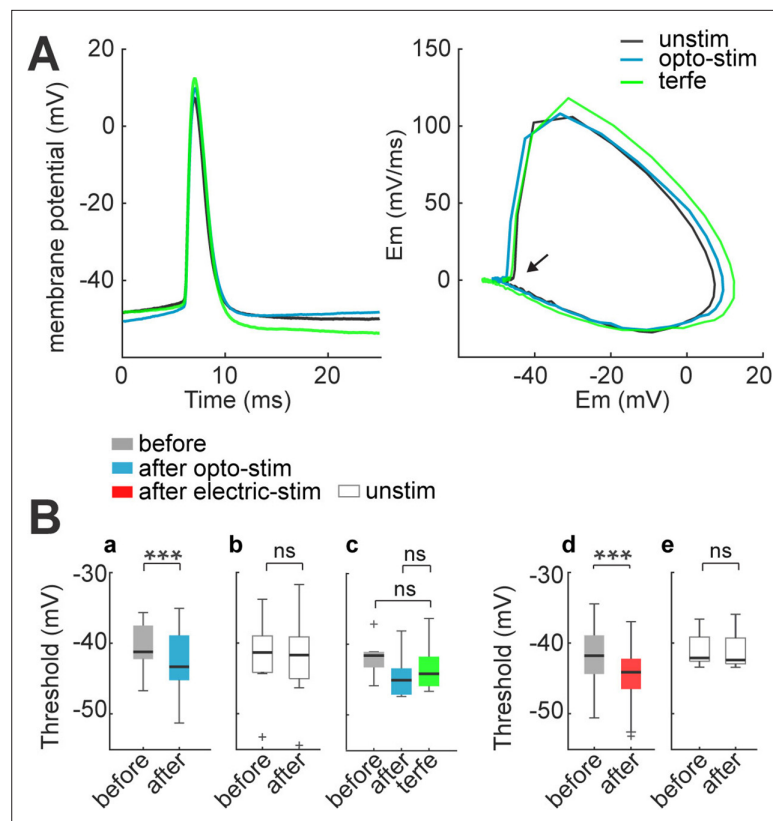 A
membrane potential (mV)
40
20
0
-20
-40
0
10
20
Time (ms)
Em (mV/ms)
150
100
50
0
-40
-20
0
20
Em (mV)
unstim
opto-stim
terfe
before
after opto-stim
after electric-stim
unstim
B
a
b
c
d
e
***
ns
ns
ns
***
ns
Threshold (mV)
-30
-40
-50
before
after
before
after
before
after
terfe
Threshold (mV)
-30
-40
-50
before
after
before
after